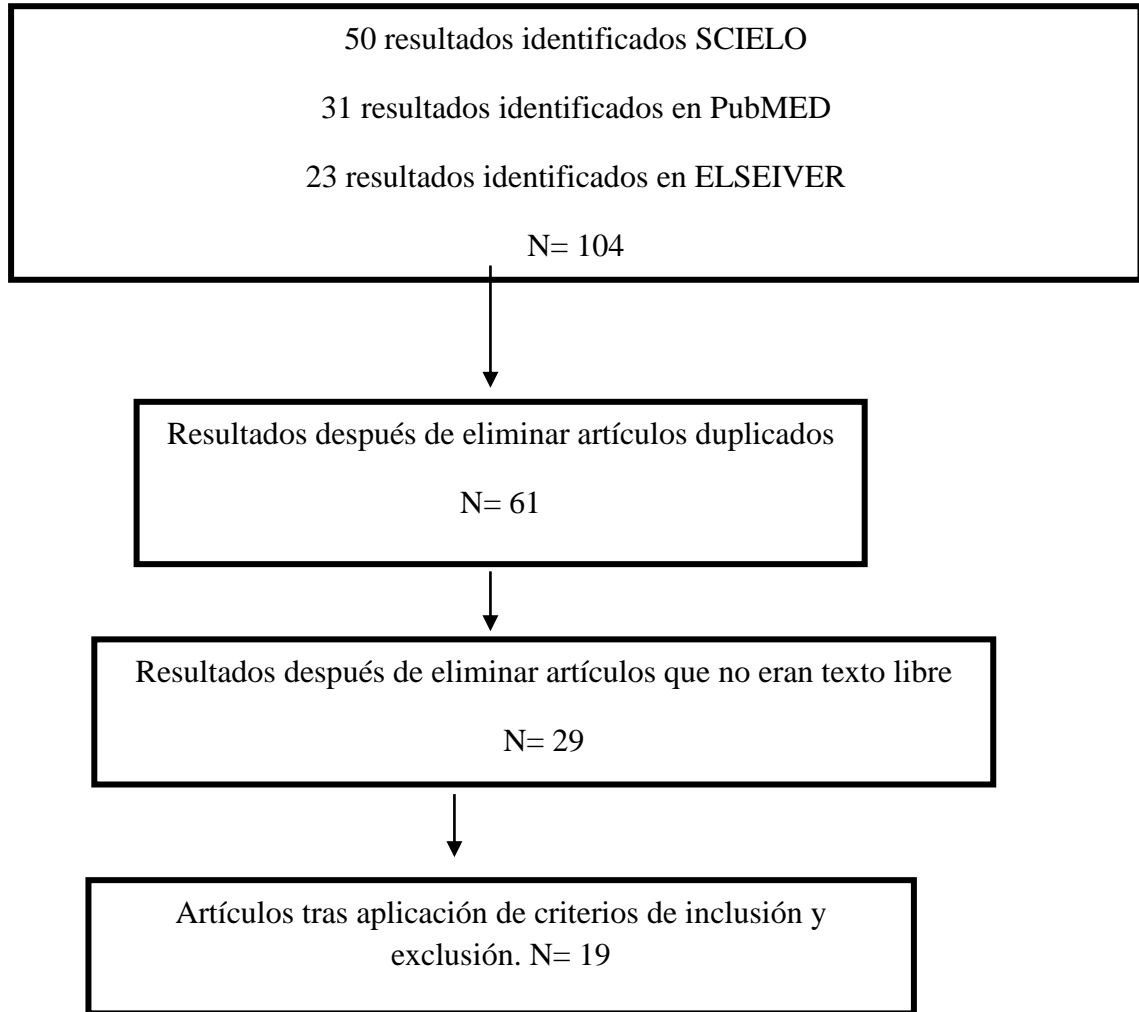 50 resultados identificados SCIELO
31 resultados identificados en PubMED
23 resultados identificados en ELSEIVER
N= 104
Resultados después de eliminar artículos duplicados
N= 61
Resultados después de eliminar artículos que no eran texto libre
N= 29
Artículos tras aplicación de criterios de inclusión y
exclusión. N= 19